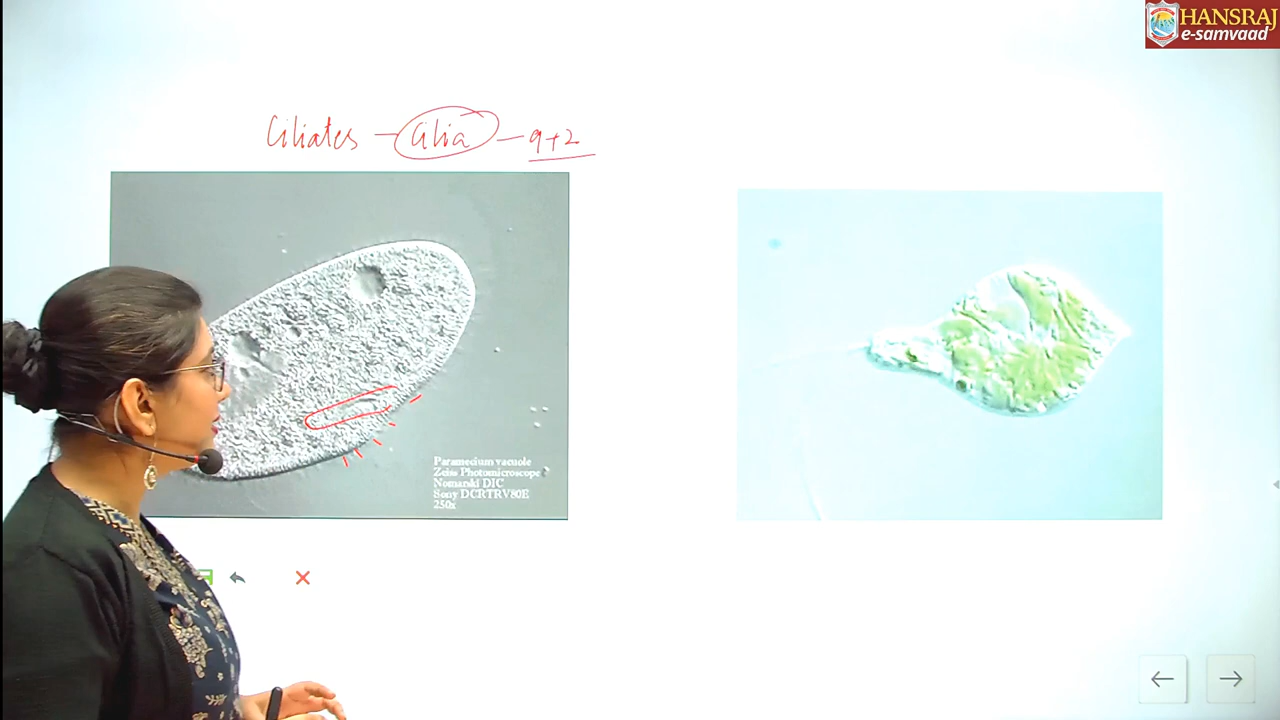 HANSRAJ
e-samvaad
Ciliates - Cilia - 9+2
Paramecium vacuole
Zeiss Photomicroscope
Nomarski DIC
Sony DCRTRV80E
250x